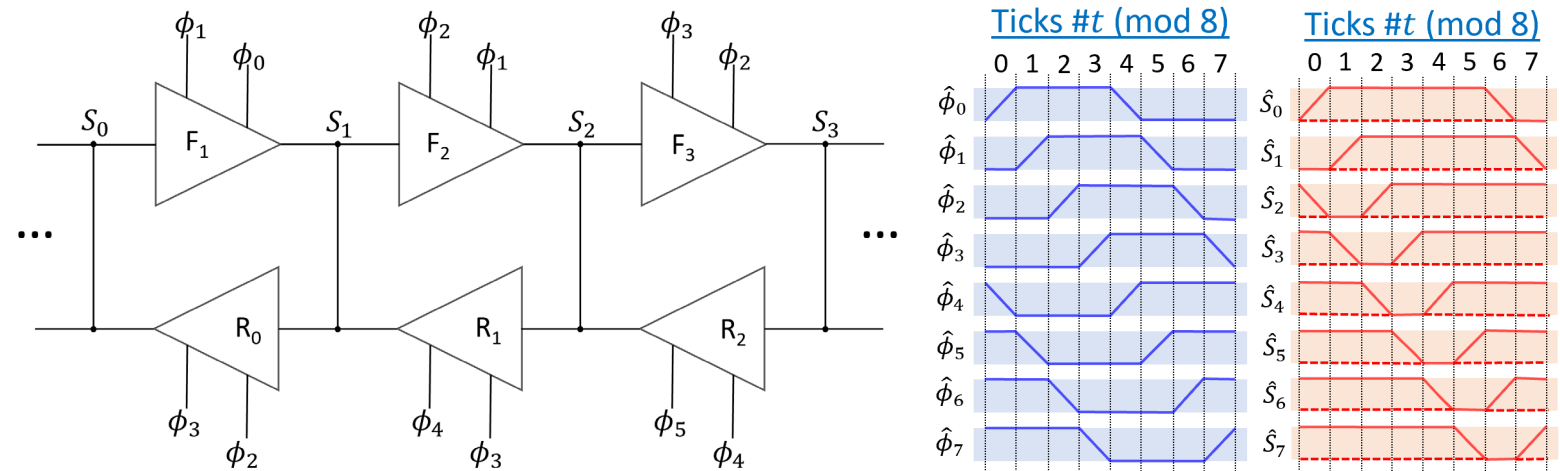 ϕ₁
ϕ₀
ϕ₂
ϕ₁
ϕ₃
ϕ₂
S₀
F₁
S₁
F₂
S₂
F₃
S₃
... ...
R₀
R₁
R₂
ϕ₃
ϕ₂
ϕ₄
ϕ₃
ϕ₅
ϕ₄
Ticks #t (mod 8)
0 1 2 3 4 5 6 7
ϕ̂₀
ϕ̂₁
ϕ̂₂
ϕ̂₃
ϕ̂₄
ϕ̂₅
ϕ̂₆
ϕ̂₇
Ticks #t (mod 8)
0 1 2 3 4 5 6 7
Ŝ₀
Ŝ₁
Ŝ₂
Ŝ₃
Ŝ₄
Ŝ₅
Ŝ₆
Ŝ₇